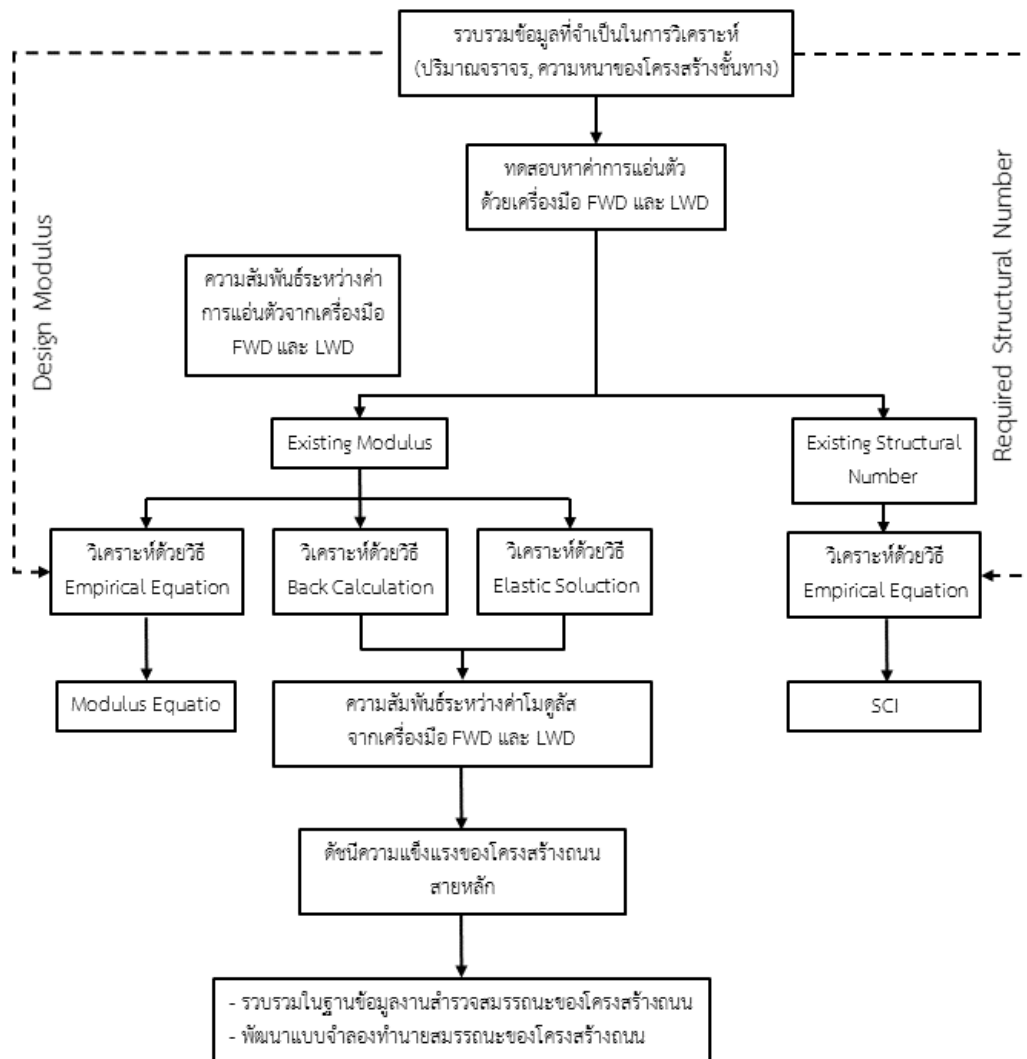 รวบรวมข้อมูลที่จำเป็นในการวิเคราะห์
(ปริมาณจราจร, ความหนาของโครงสร้างชั้นทาง)
ทดสอบหาค่าการแอ่นตัว
ด้วยเครื่องมือ FWD และ LWD
Design Modulus
Required Structural Number
ความสัมพันธ์ระหว่างค่า
การแอ่นตัวจากเครื่องมือ
FWD และ LWD
Existing Modulus
Existing Structural
Number
วิเคราะห์ด้วยวิธี
Empirical Equation
วิเคราะห์ด้วยวิธี
Back Calculation
วิเคราะห์ด้วยวิธี
Elastic Soluction
วิเคราะห์ด้วยวิธี
Empirical Equation
Modulus Equatio
ความสัมพันธ์ระหว่างค่าโมดูลัส
จากเครื่องมือ FWD และ LWD
SCI
ดัชนีความแข็งแรงของโครงสร้างถนน
สายหลัก
- รวบรวมในฐานข้อมูลงานสำรวจสมรรถนะของโครงสร้างถนน
- พัฒนาแบบจำลองทำนายสมรรถนะของโครงสร้างถนน